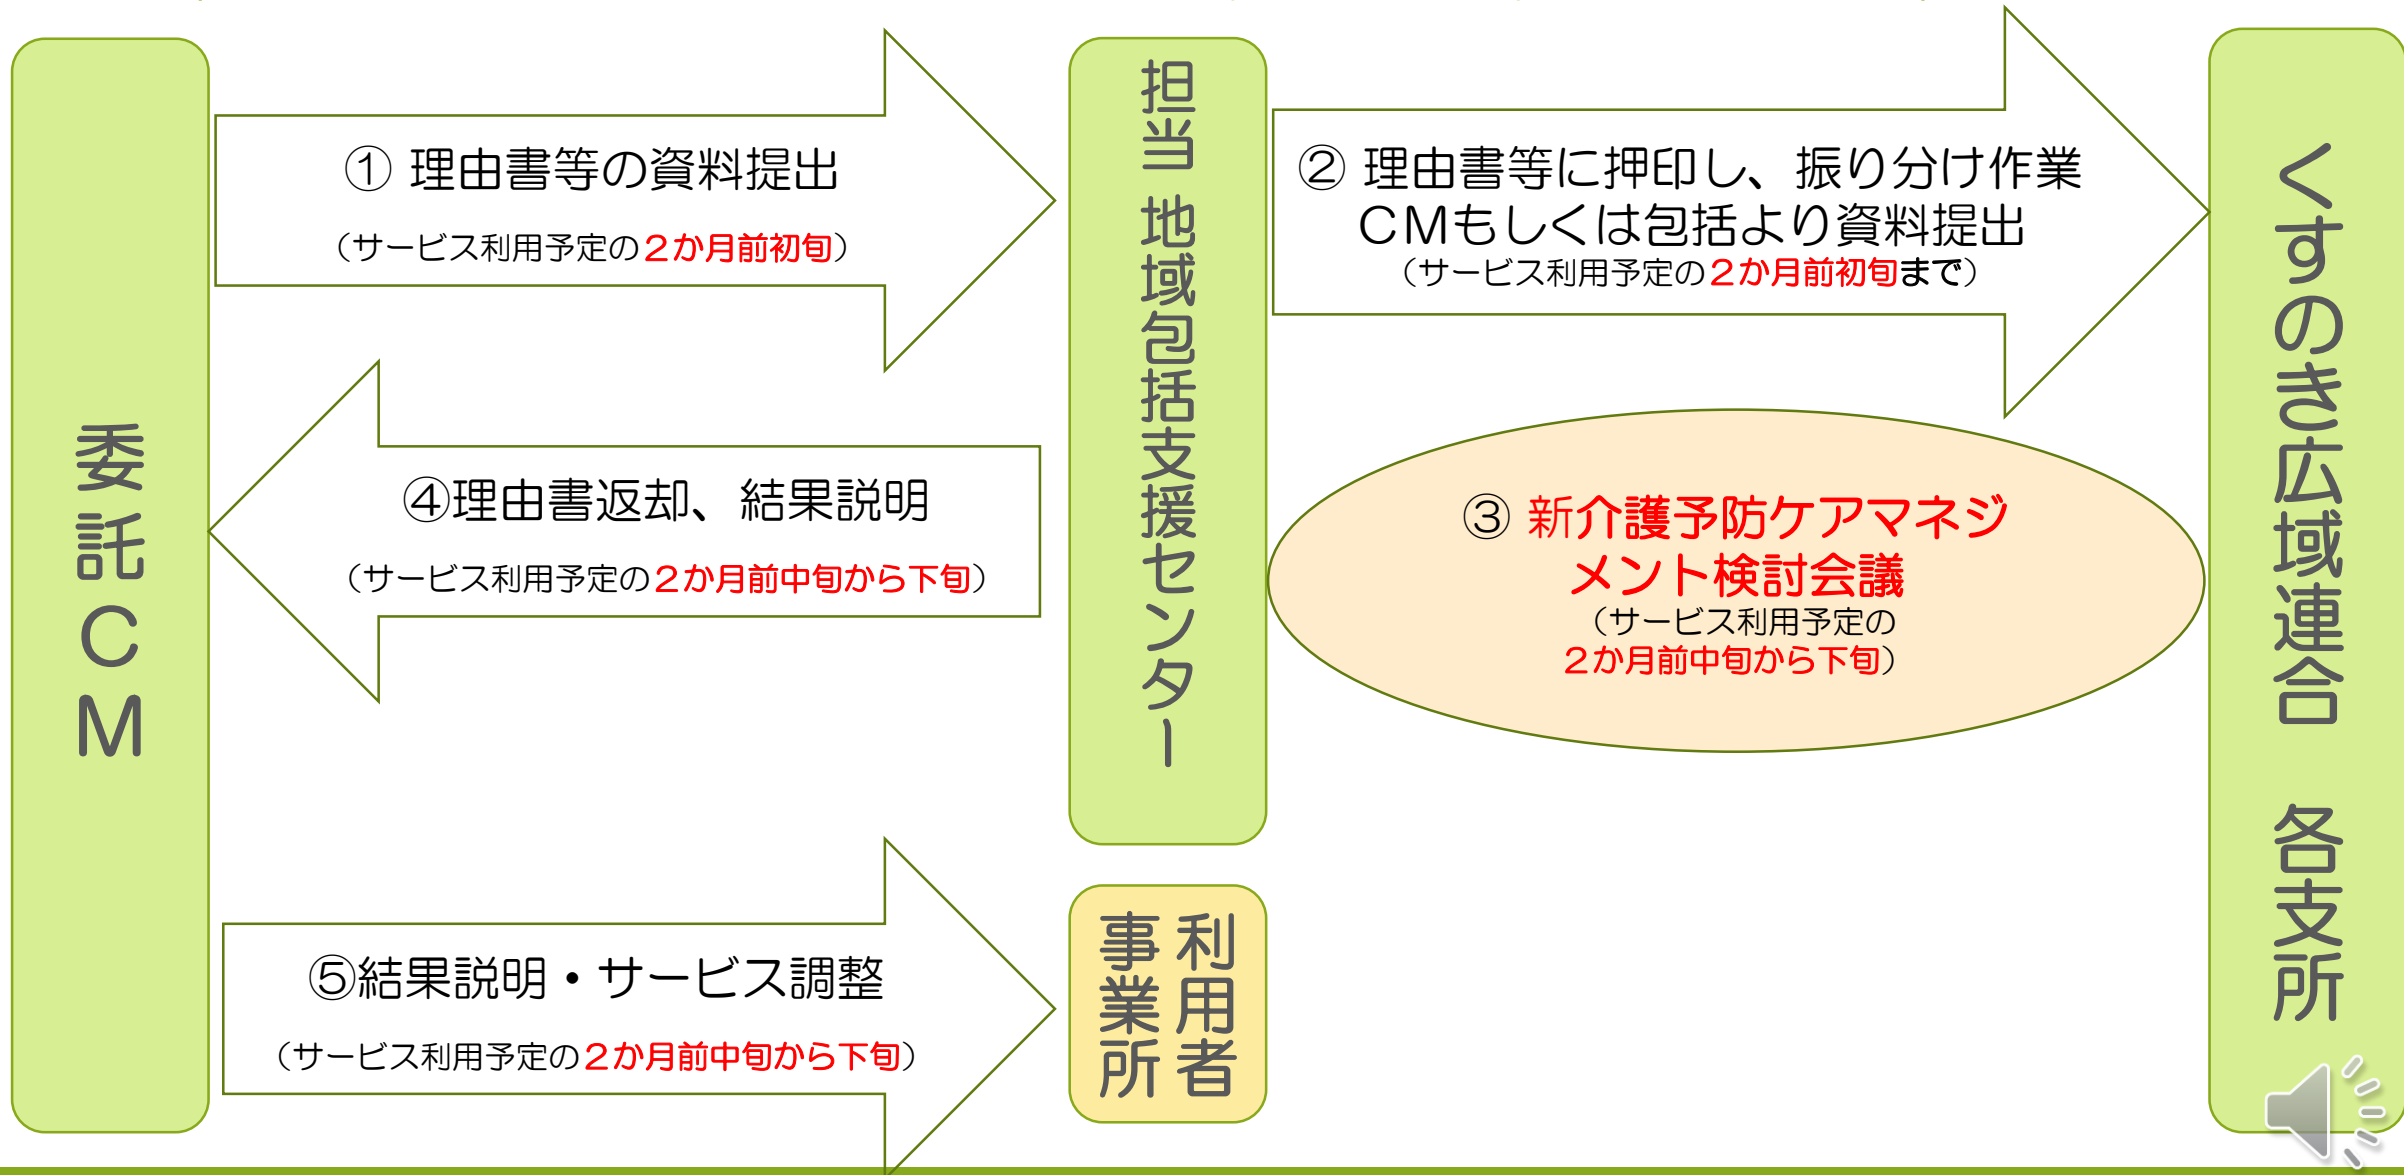 委託ＣＭ
① 理由書等の資料提出
（サービス利用予定の２か月前初旬）
担当 地域包括支援センター
② 理由書等に押印し、振り分け作業
ＣＭもしくは包括より資料提出
（サービス利用予定の２か月前初旬まで）
くすのき広域連合　各支所
③ 新介護予防ケアマネジ
メント検討会議
（サービス利用予定の
２か月前中旬から下旬）
④理由書返却、結果説明
（サービス利用予定の２か月前中旬から下旬）
⑤結果説明・サービス調整
（サービス利用予定の２か月前中旬から下旬）
利用者
事業所